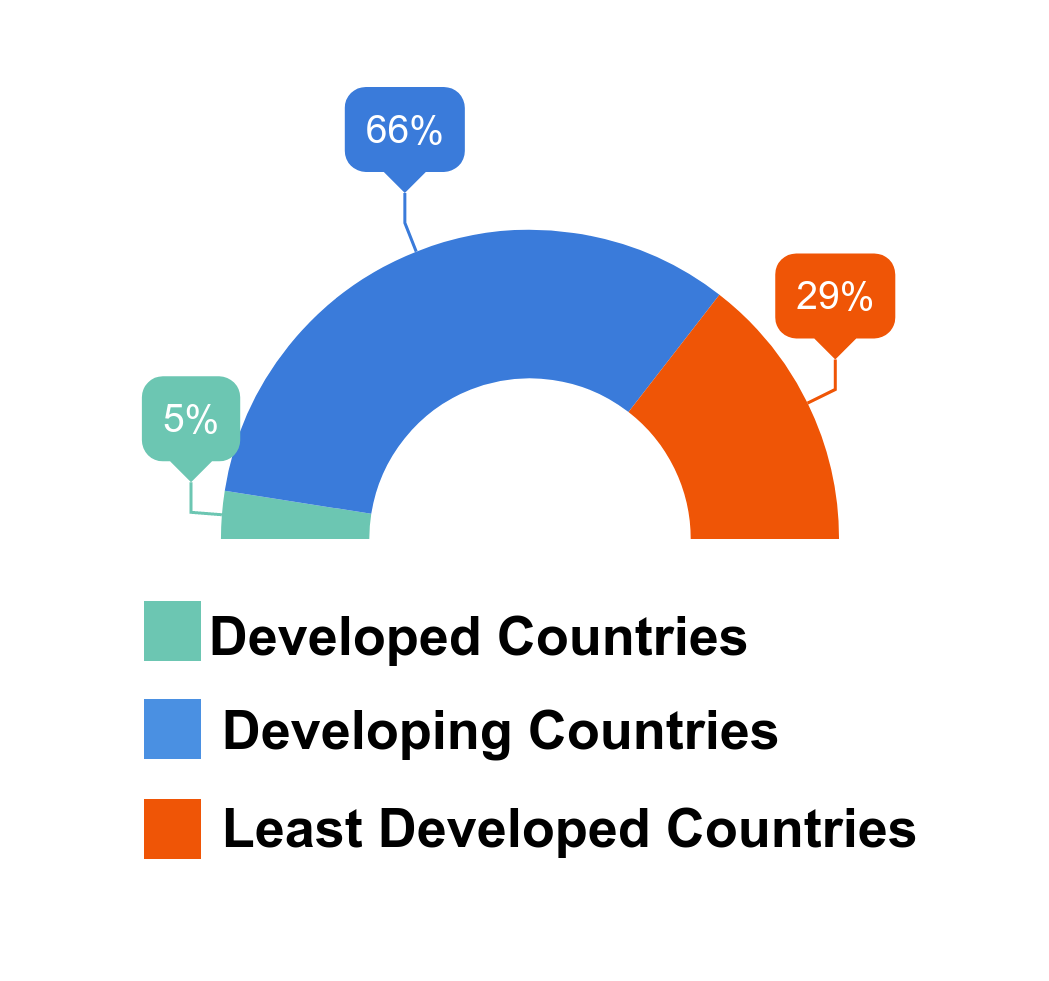 66%
29%
5%
Developed Countries
Developing Countries
Least Developed Countries